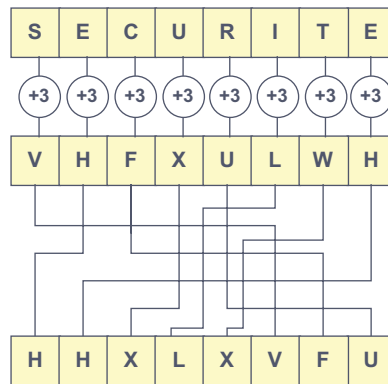 S E C U R I T E
+3 +3 +3 +3 +3 +3 +3 +3
V H F X U L W H
H H X L X V F U